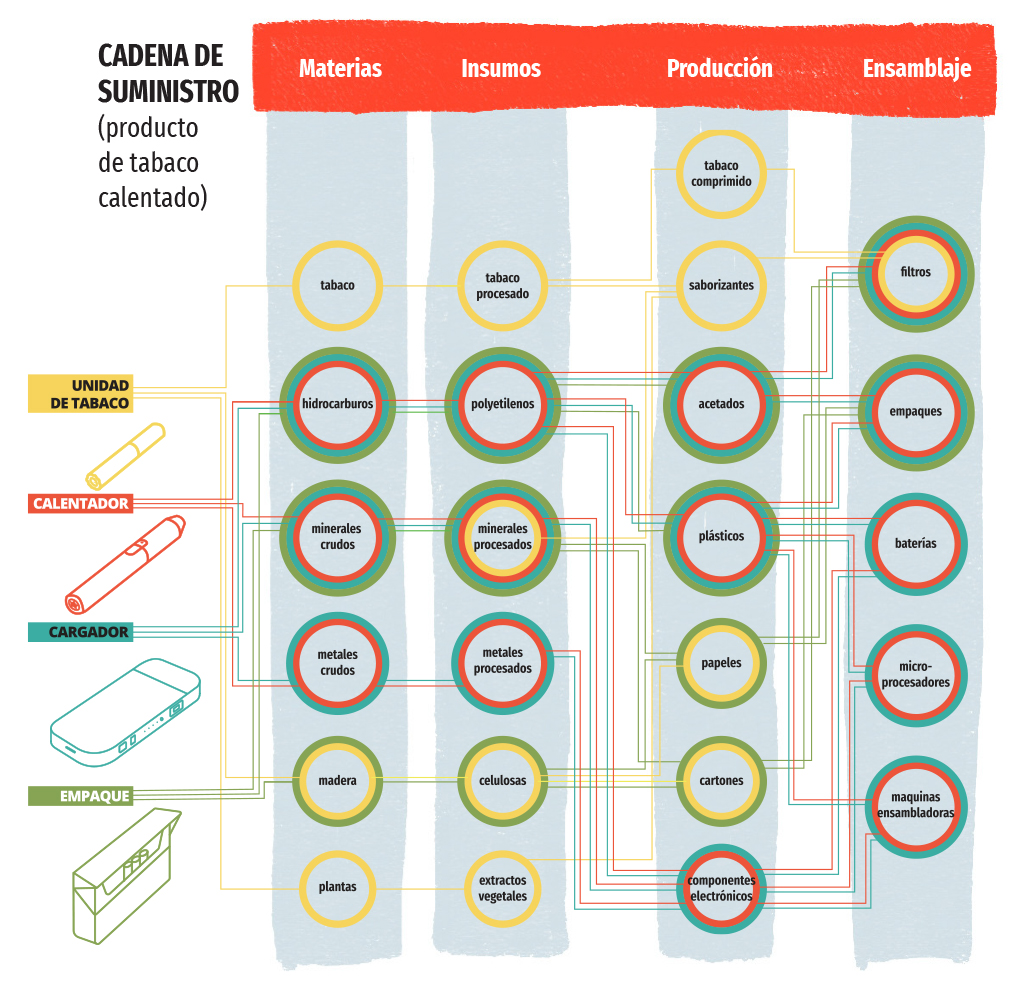 CADENA DE
SUMINISTRO
(producto
de tabaco
calentado)
Materias
Insumos
Producción
Ensamblaje
tabaco
comprimido
tabaco
tabaco
procesado
saborizantes
filtros
UNIDAD
DE TABACO
hidrocarburos
polyetilenos
acetados
empaques
CALENTADOR
minerales
crudos
minerales
procesados
plásticos
baterías
CARGADOR
metales
crudos
metales
procesados
papeles
micro-
procesadores
EMPAQUE
madera
celulosas
cartones
maquinas
ensambladoras
plantas
extractos
vegetales
componentes
electrónicos